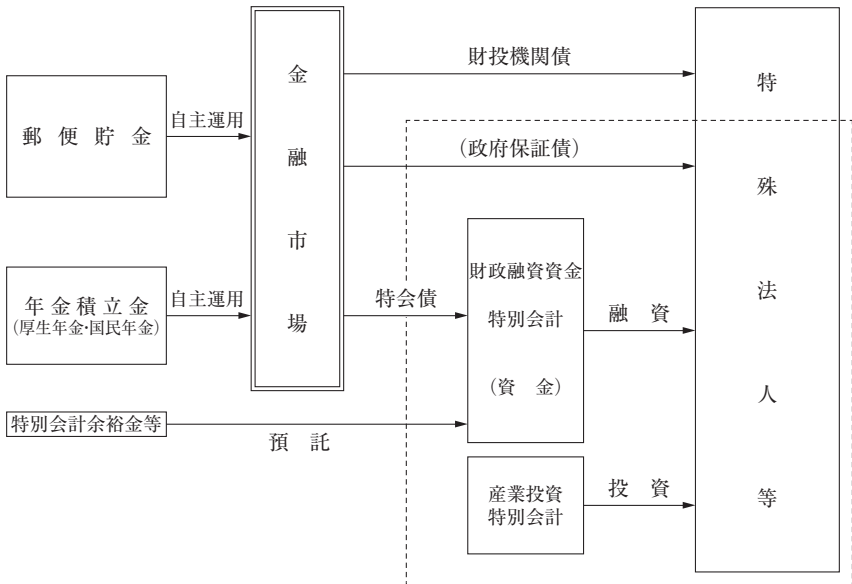 郵便貯金
自主運用
年金積立金
(厚生年金・国民年金)
自主運用
特別会計余裕金等
預託
金融市場
財投機関債
(政府保証債)
特会債
財政融資資金
特別会計
(資金)
融資
産業投資
特別会計
投資
特殊法人等